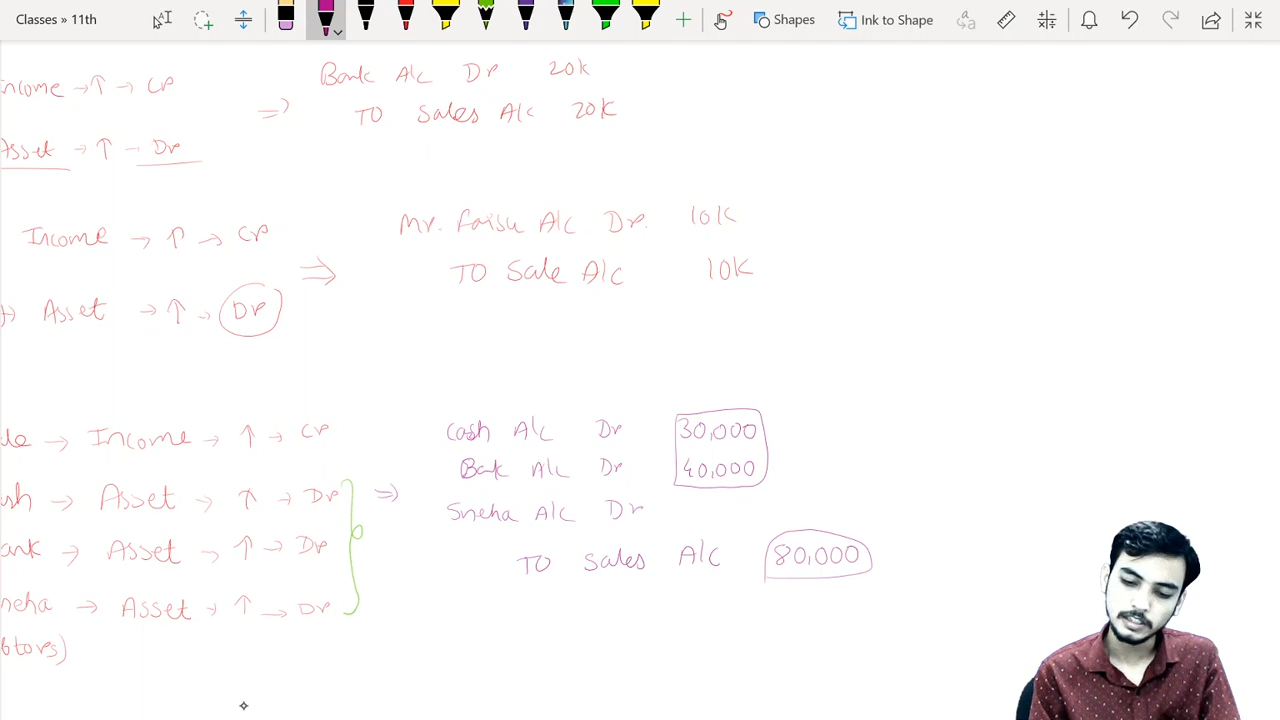 Classes » 11th
Shapes
Ink to Shape
Income → ↑ → Cr
Bank A/c Dr 20k
⇒
TO Sales A/c 20k
Asset → ↑ → Dr
Income → ↑ → Cr
Mr. Faisu A/c Dr. 10k
⇒
TO Sale A/c 10k
Asset → ↑ → Dr
le → Income → ↑ → Cr
Cash A/c Dr 30,000
Bank A/c Dr 40,000
sh → Asset → ↑ → Dr ⇒
Sneha A/c Dr
ank → Asset → ↑ → Dr
TO Sales A/c 80,000
neha → Asset → ↑ → Dr
btors)